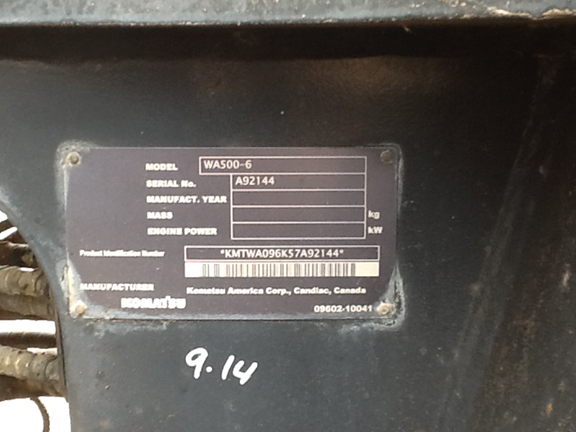 MODEL WA500-6
SERIAL No. A92144
MANUFACT. YEAR
MASS kg
ENGINE POWER kW
Product Identification Number *KMTWA096K57A92144*
MANUFACTURER Komatsu America Corp., Candiac, Canada
KOMATSU 09602-10041
9.14